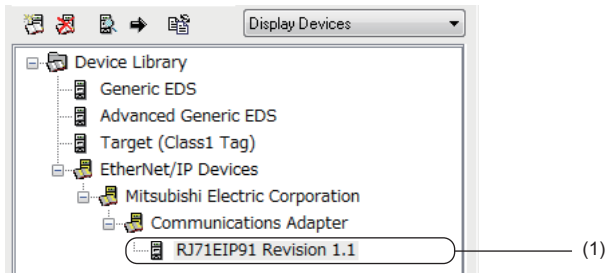 Display Devices
Device Library
Generic EDS
Advanced Generic EDS
Target (Class1 Tag)
EtherNet/IP Devices
Mitsubishi Electric Corporation
Communications Adapter
RJ71EIP91 Revision 1.1 (1)